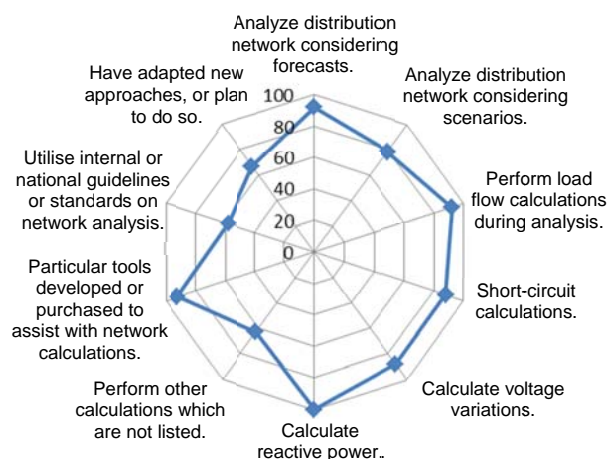 Analyze distribution
network considering
forecasts.
Analyze distribution
network considering
scenarios.
Perform load
flow calculations
during analysis.
Short-circuit
calculations.
Calculate voltage
variations.
Calculate
reactive power.
Perform other
calculations which
are not listed.
Particular tools
developed or
purchased to
assist with network
calculations.
Utilise internal or
national guidelines
or standards on
network analysis.
Have adapted new
approaches, or plan
to do so.
100
80
60
40
20
0